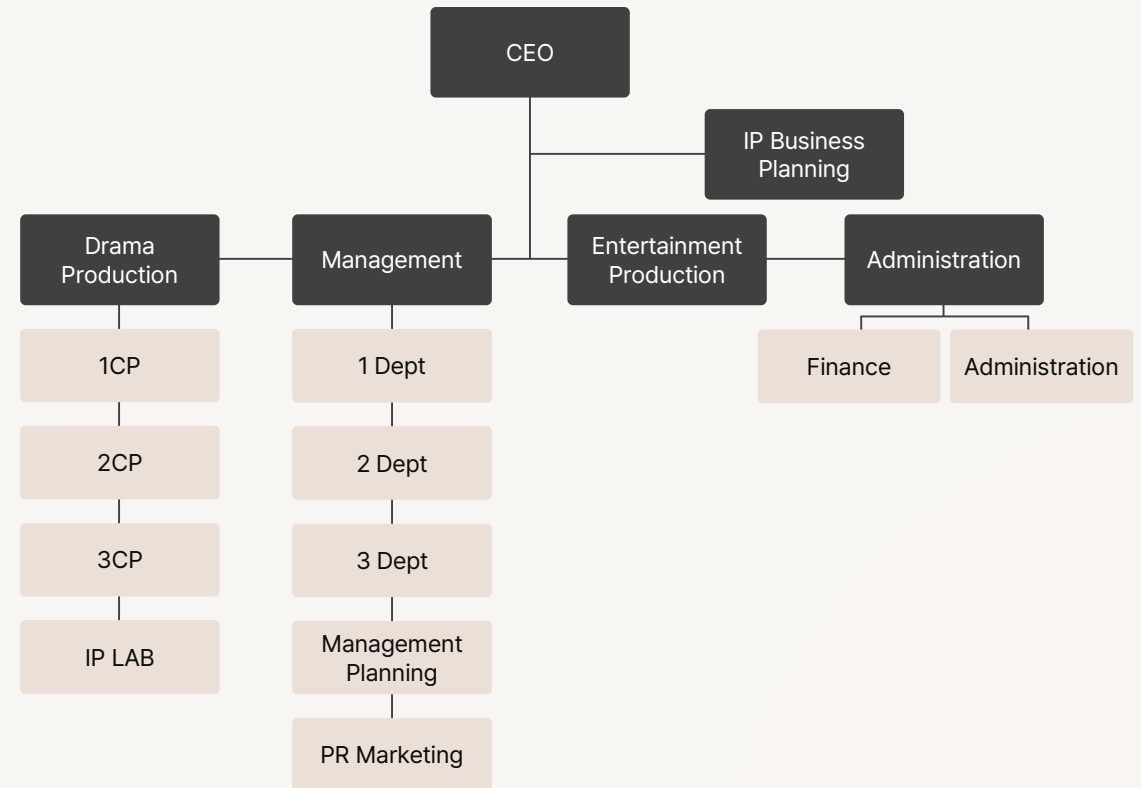 CEO
IP Business
Planning
Drama
Production
Management
Entertainment
Production
Administration
1CP
1 Dept
Finance
Administration
2CP
2 Dept
3CP
3 Dept
IP LAB
Management
Planning
PR Marketing